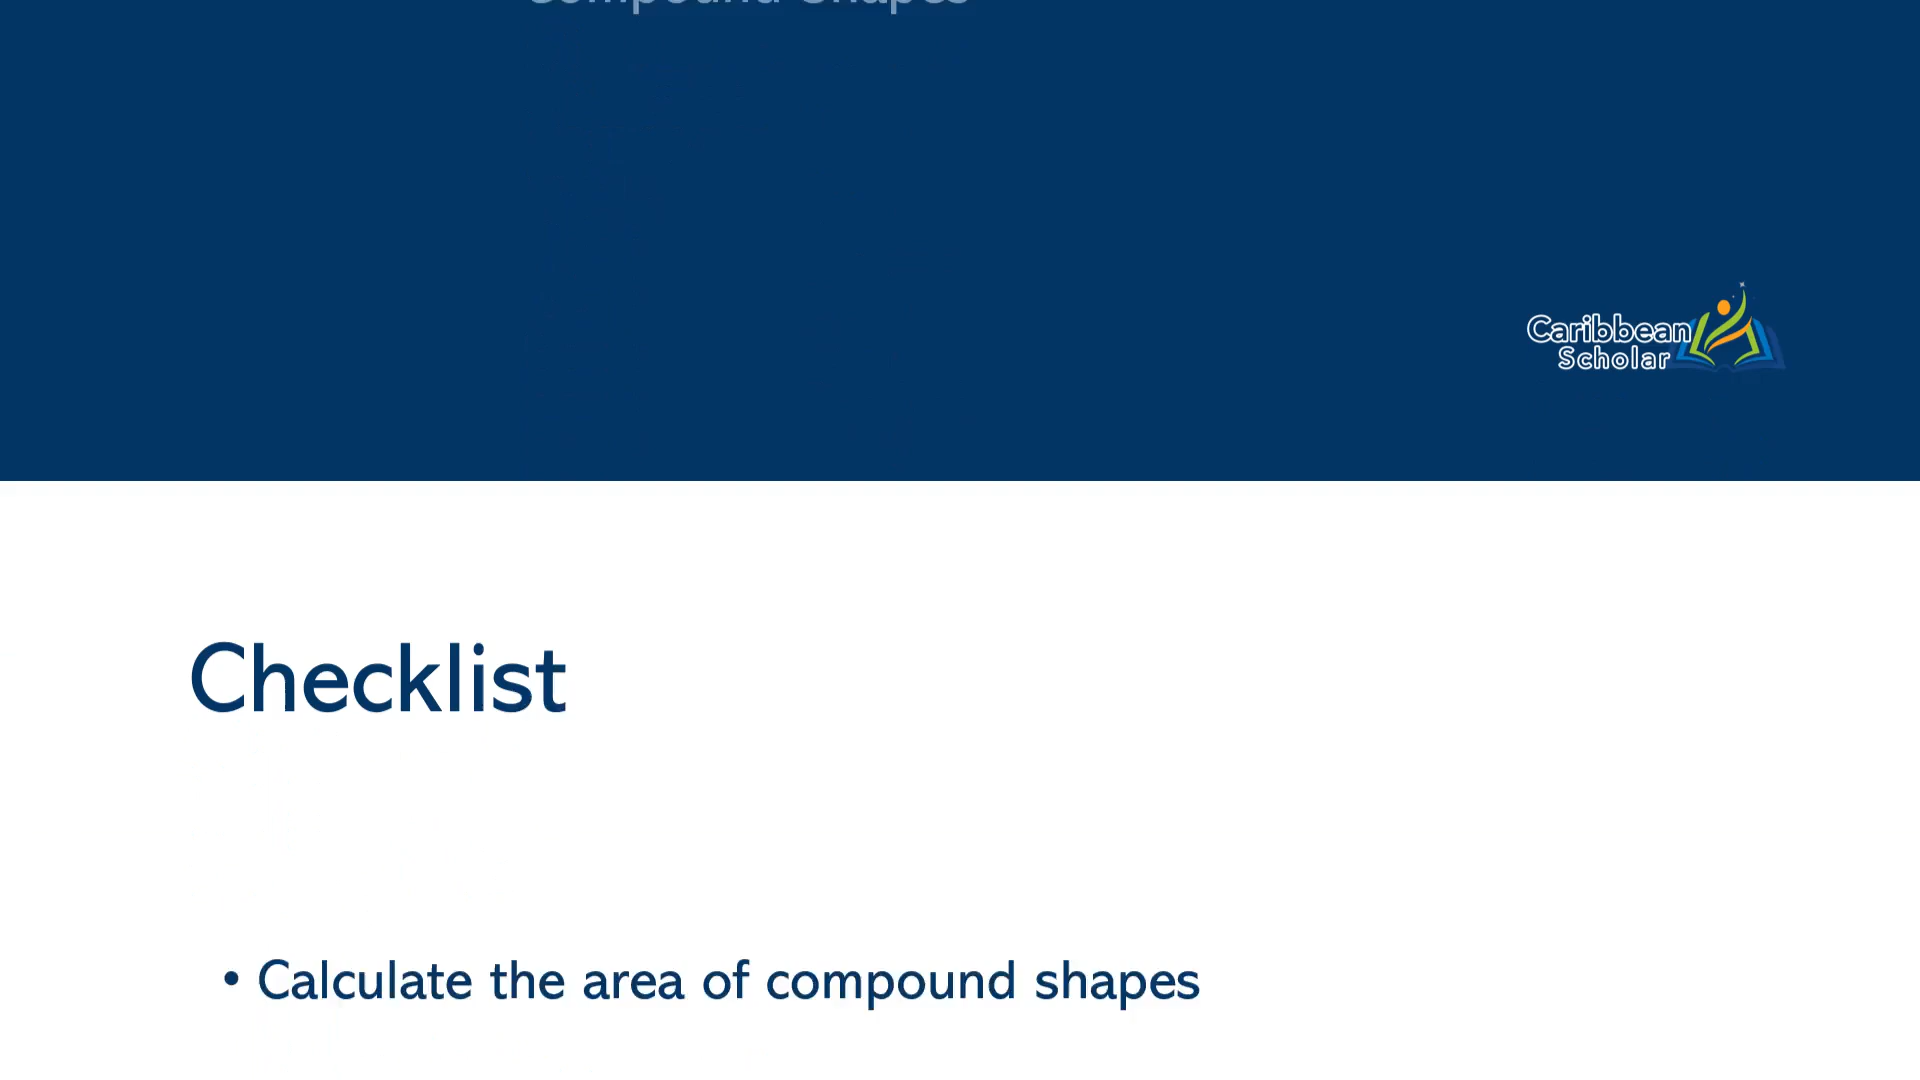 Compound Shapes
Caribbean
Scholar
Checklist
• Calculate the area of compound shapes